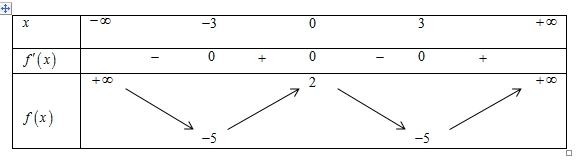 x −∞ −3 0 3 +∞
f′(x) − 0 + 0 − 0 +
+∞ 2 +∞
f(x)
−5 −5